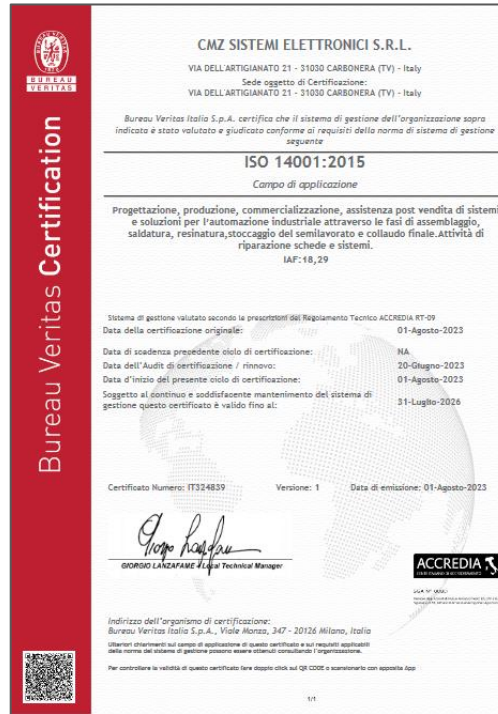 BUREAU
VERITAS
Bureau Veritas Certification
CMZ SISTEMI ELETTRONICI S.R.L.
VIA DELL'ARTIGIANATO 21 - 31030 CARBONERA (TV) - Italy
Sede oggetto di Certificazione:
VIA DELL'ARTIGIANATO 21 - 31030 CARBONERA (TV) - Italy
Bureau Veritas Italia S.p.A. certifica che il sistema di gestione dell'organizzazione sopra
indicata è stato valutato e giudicato conforme ai requisiti della norma di sistema di gestione
seguente
ISO 14001:2015
Campo di applicazione
Progettazione, produzione, commercializzazione, assistenza post vendita di sistemi
e soluzioni per l'automazione industriale attraverso le fasi di assemblaggio,
saldatura, resinatura,stoccaggio del semilavorato e collaudo finale.Attività di
riparazione schede e sistemi.
IAF:18,29
Sistema di gestione valutato secondo le prescrizioni del Regolamento Tecnico ACCREDIA RT-09
Data della certificazione originale: 01-Agosto-2023
Data di scadenza precedente ciclo di certificazione: NA
Data dell'Audit di certificazione / rinnovo: 20-Giugno-2023
Data d'inizio del presente ciclo di certificazione: 01-Agosto-2023
Soggetto al continuo e soddisfacente mantenimento del sistema di
gestione questo certificato è valido fino al: 31-Luglio-2026
Certificato Numero: IT324839 Versione: 1 Data di emissione: 01-Agosto-2023
GIORGIO LANZAFAME - Local Technical Manager
ACCREDIA
Indirizzo dell'organismo di certificazione:
Bureau Veritas Italia S.p.A., Viale Monza, 347 - 20126 Milano, Italia
Ulteriori chiarimenti sul campo di applicazione di questo certificato e sui requisiti applicabili
della norma del sistema di gestione possono essere ottenuti consultando l'organizzazione.
Per controllare la validità di questo certificato fare doppio click sul QR CODE o scansionarlo con apposita App
1/1